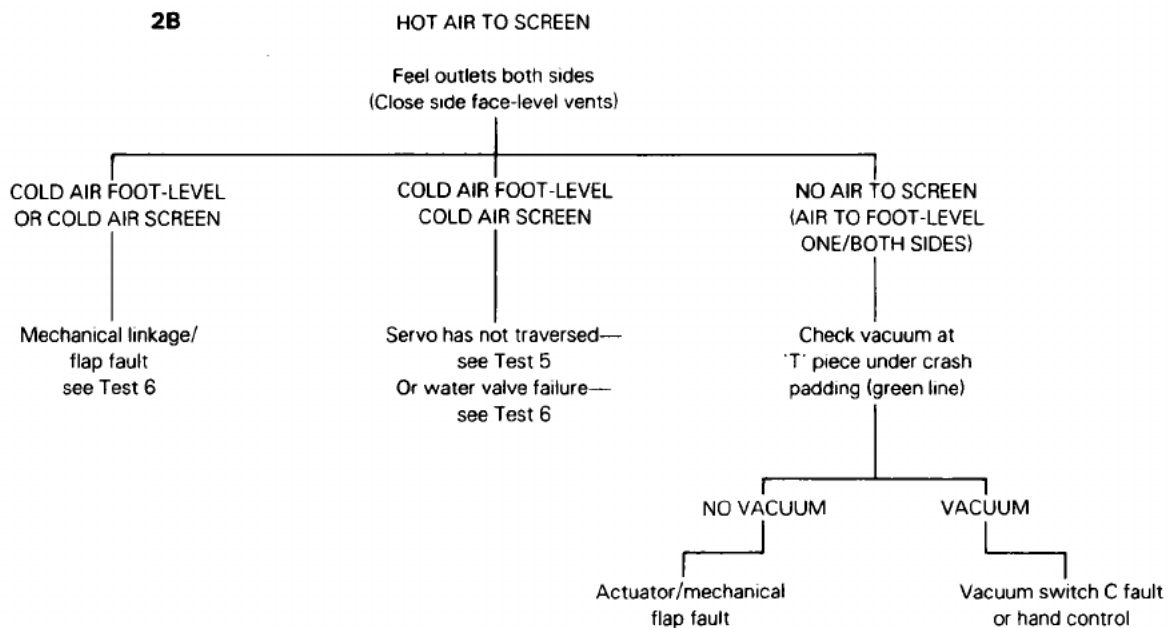 2B
HOT AIR TO SCREEN
Feel outlets both sides
(Close side face-level vents)
COLD AIR FOOT-LEVEL
OR COLD AIR SCREEN
COLD AIR FOOT-LEVEL
COLD AIR SCREEN
NO AIR TO SCREEN
(AIR TO FOOT-LEVEL
ONE/BOTH SIDES)
Mechanical linkage/
flap fault
see Test 6
Servo has not traversed—
see Test 5
Or water valve failure—
see Test 6
Check vacuum at
'T' piece under crash
padding (green line)
NO VACUUM
VACUUM
Actuator/mechanical
flap fault
Vacuum switch C fault
or hand control